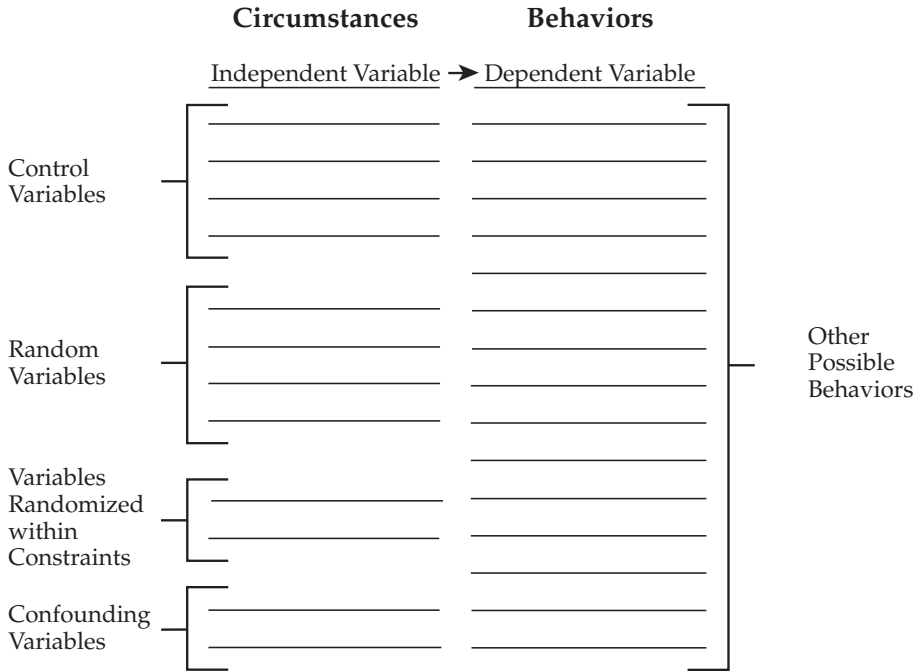 Circumstances Behaviors
Independent Variable Dependent Variable
Control
Variables
Random
Variables
Variables
Randomized
within
Constraints
Confounding
Variables
Other
Possible
Behaviors